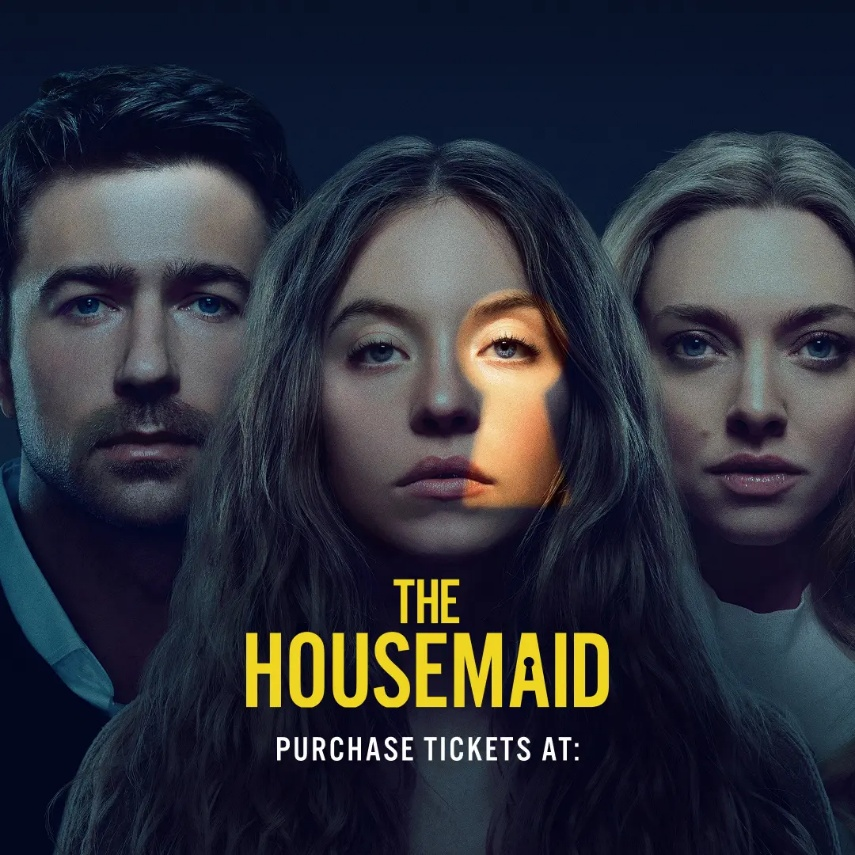 THE
HOUSEMAID
PURCHASE TICKETS AT: